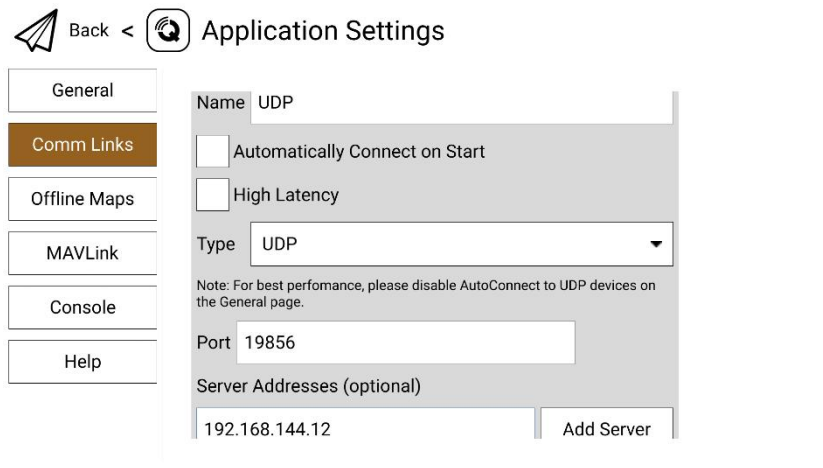 Back < Application Settings
General
Comm Links
Offline Maps
MAVLink
Console
Help
Name UDP
Automatically Connect on Start
High Latency
Type UDP
Note: For best perfomance, please disable AutoConnect to UDP devices on
the General page.
Port 19856
Server Addresses (optional)
192.168.144.12 Add Server